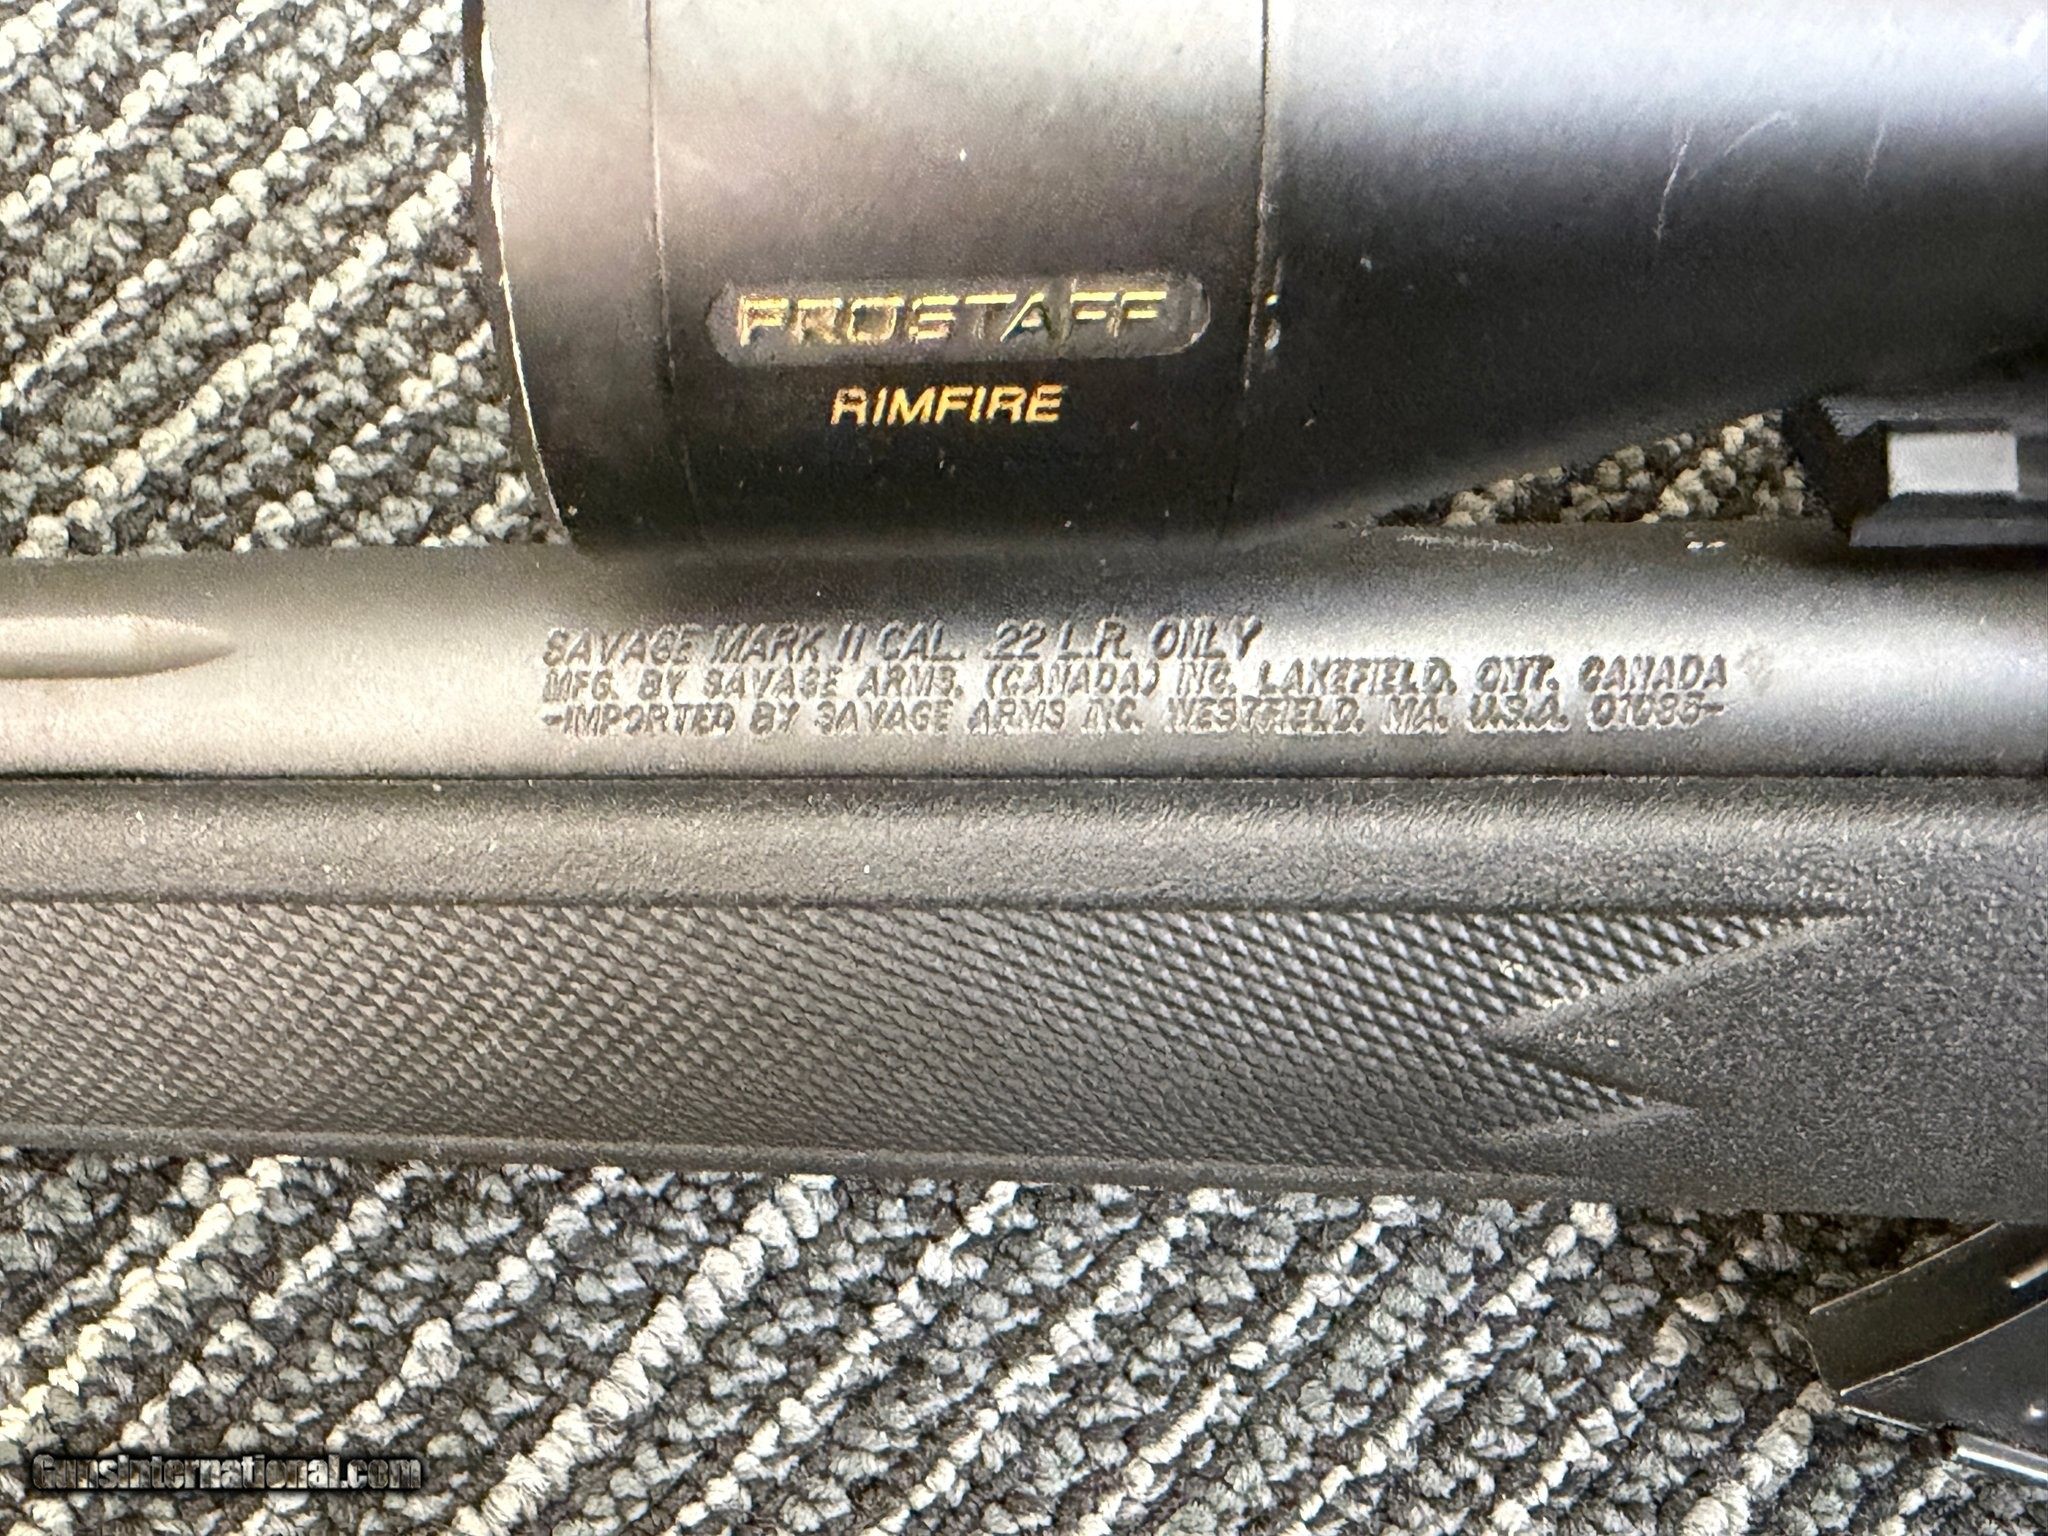 PROSTAFF
RIMFIRE
SAVAGE MARK II CAL. .22 L.R. ONLY
MFG. BY SAVAGE ARMS. (CANADA) INC. LAKEFIELD. ONT. CANADA
-IMPORTED BY SAVAGE ARMS INC. WESTFIELD. MA. U.S.A. 01085-
GunsInternational.com